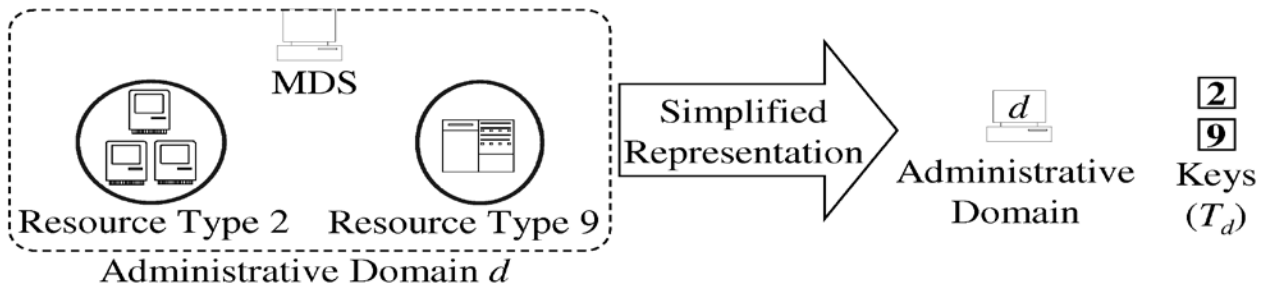 MDS
Resource Type 2
Resource Type 9
Administrative Domain d
Simplified
Representation
d
Administrative
Domain
2
9
Keys
(T_d)